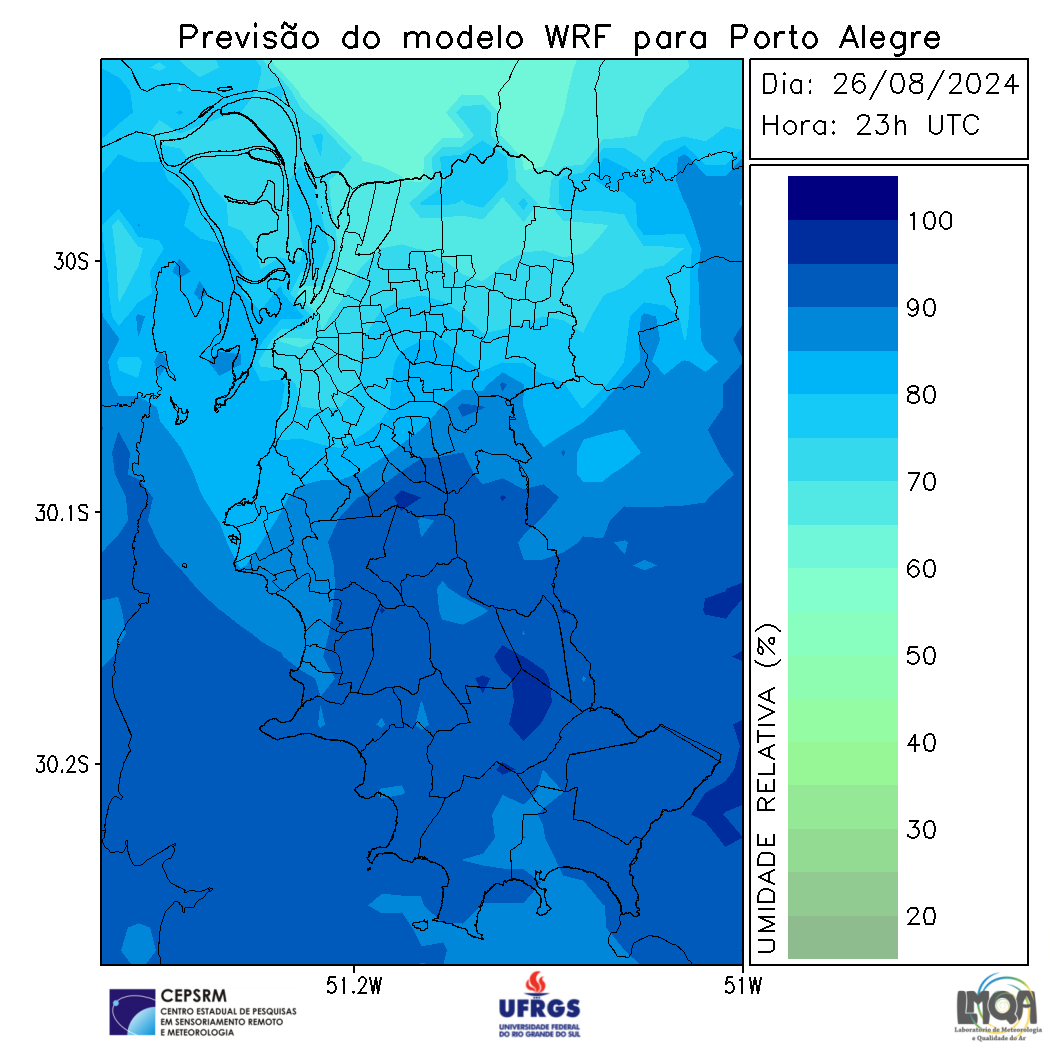 Previsão do modelo WRF para Porto Alegre
Dia: 26/08/2024
Hora: 23h UTC
30S
30.1S
30.2S
51.2W
51W
100
90
80
70
60
50
40
30
20
UMIDADE RELATIVA (%)
CEPSRM
CENTRO ESTADUAL DE PESQUISAS
EM SENSORIAMENTO REMOTO
E METEOROLOGIA
UFRGS
UNIVERSIDADE FEDERAL
DO RIO GRANDE DO SUL
LMQA
Laboratório de Meteorologia
e Qualidade do Ar